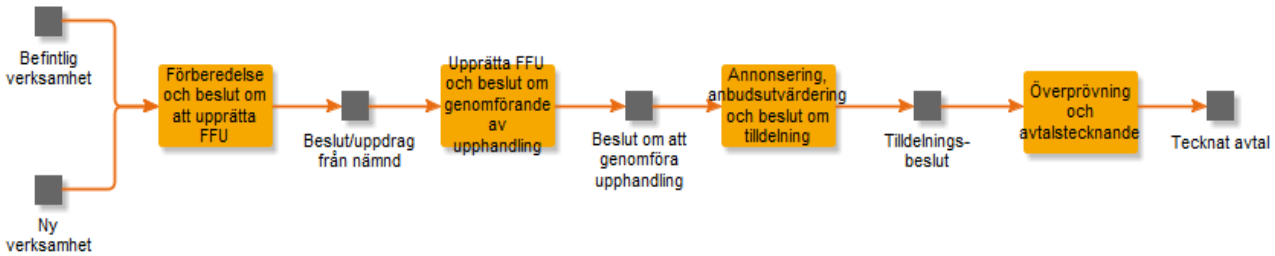 Befintlig
verksamhet
Ny
verksamhet
Förberedelse
och beslut om
att upprätta
FFU
Beslut/uppdrag
från nämnd
Upprätta FFU
och beslut om
genomförande
av
upphandling
Beslut om att
genomföra
upphandling
Annonsering,
anbudsutvärdering
och beslut om
tilldelning
Tilldelnings-
beslut
Överprövning
och
avtalstecknande
Tecknat avtal